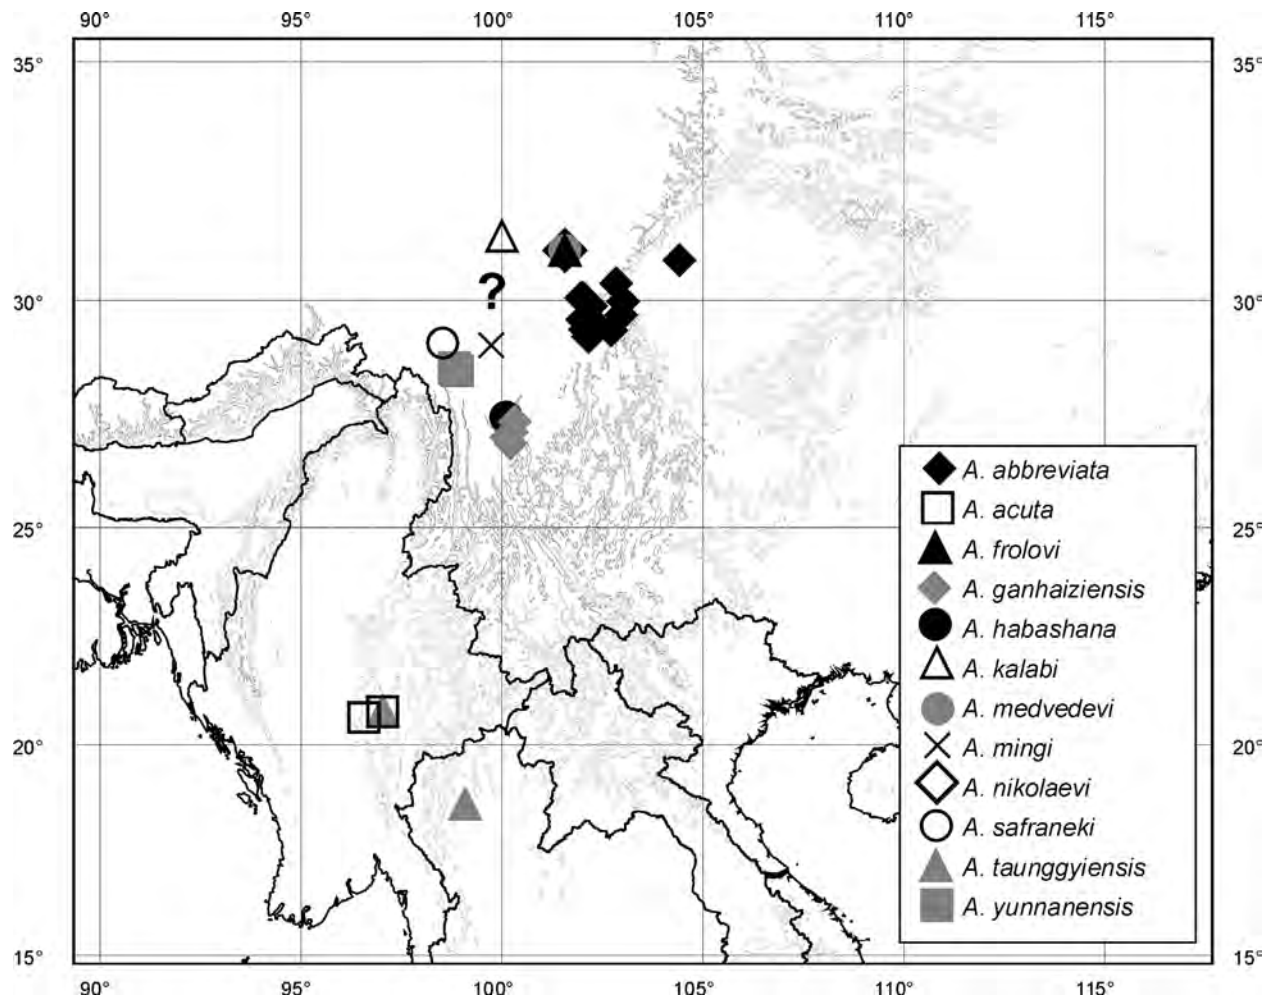 90° 95° 100° 105° 110° 115°
35° 35°
30° ? 30°
25° 25°
20° 20°
15° 15°
90° 95° 100° 105° 110° 115°
A. abbreviata
A. acuta
A. frolovi
A. ganhaiziensis
A. habashana
A. kalabi
A. medvedevi
A. mingi
A. nikolaevi
A. safraneki
A. taunggyiensis
A. yunnanensis